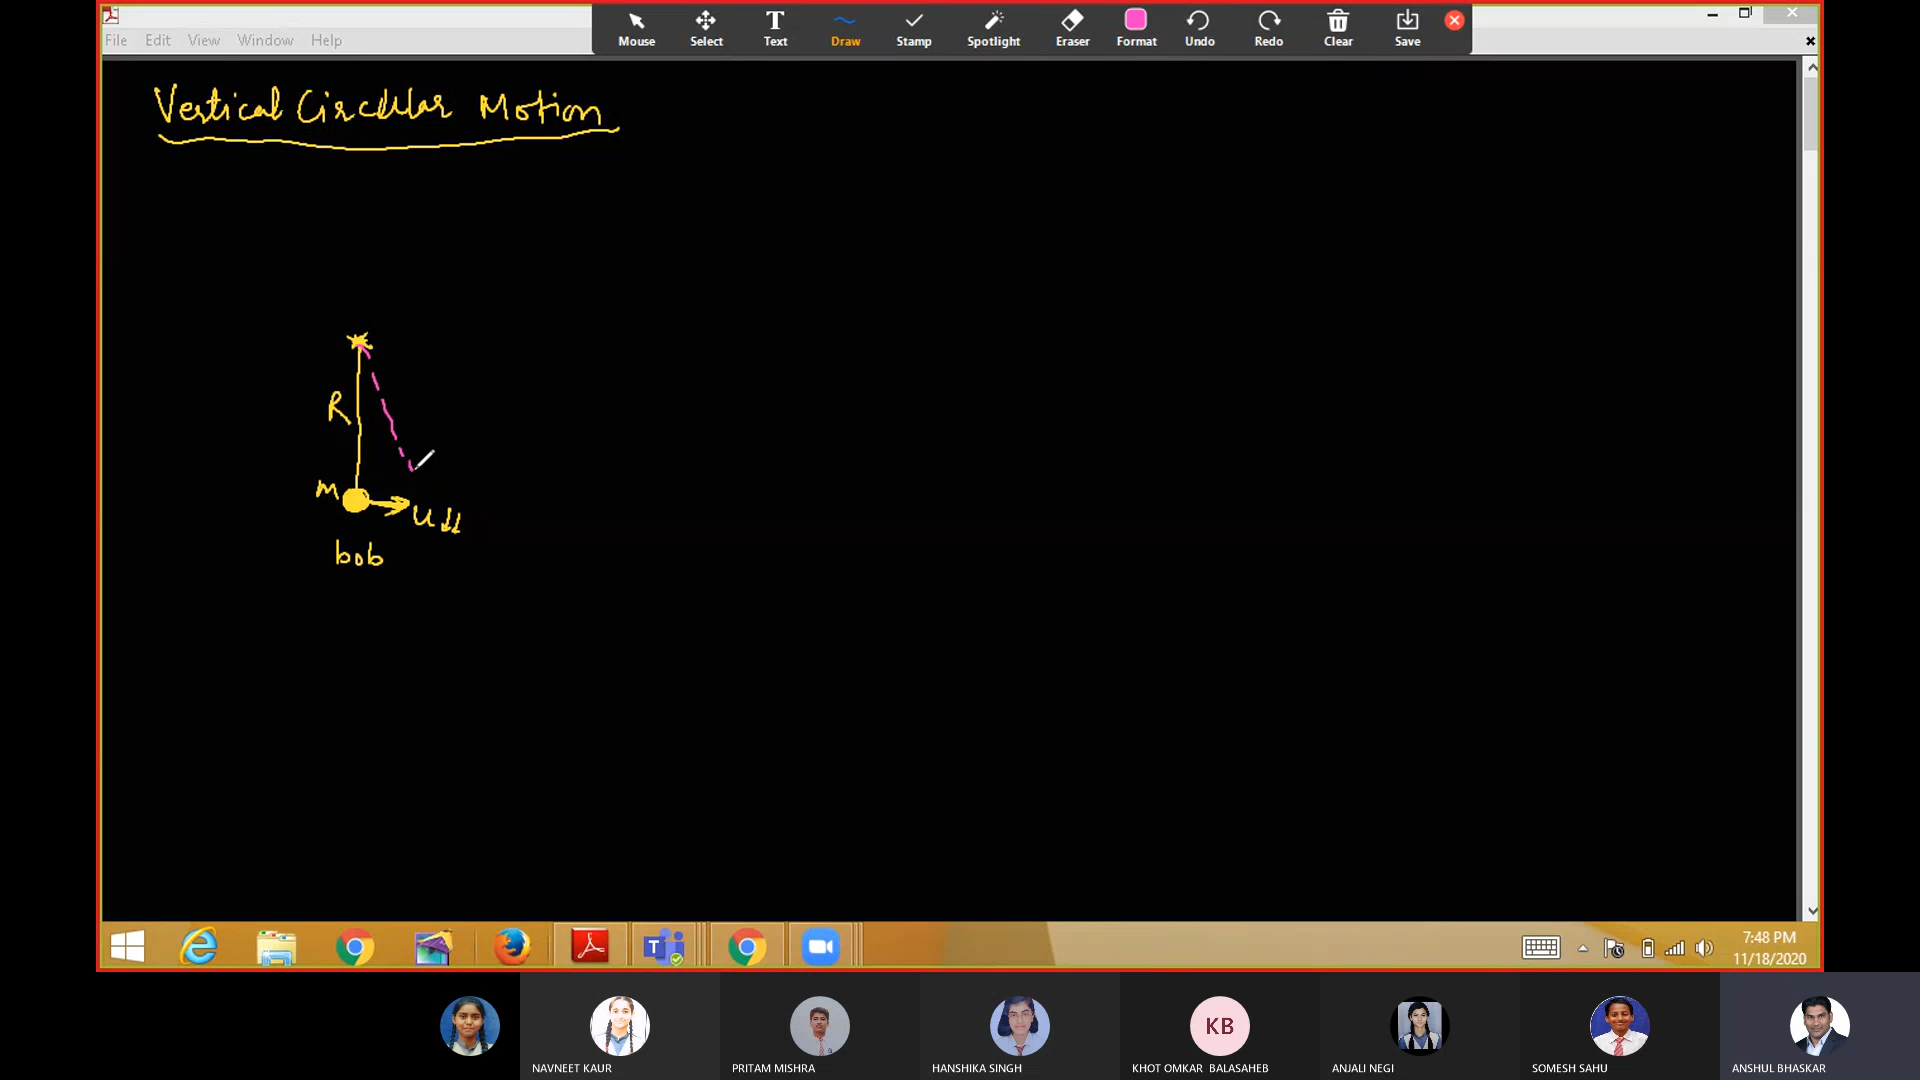 File Edit View Window Help
Mouse Select Text Draw Stamp Spotlight Eraser Format Undo Redo Clear Save
Vertical Circular Motion
R
m
u↓↓
bob
7:48 PM
11/18/2020
KB
NAVNEET KAUR PRITAM MISHRA HANSHIKA SINGH KHOT OMKAR BALASAHEB ANJALI NEGI SOMESH SAHU ANSHUL BHASKAR